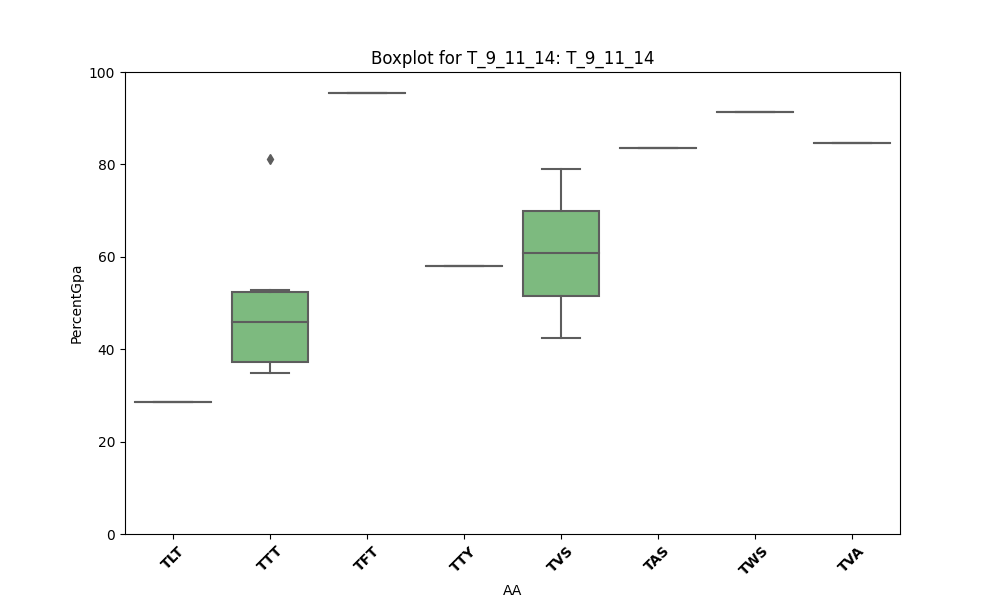 Boxplot for T_9_11_14: T_9_11_14
100
80
60
40
20
0
PercentGpa
TLT
TTT
TFT
TTY
TVS
TAS
TWS
TVA
AA